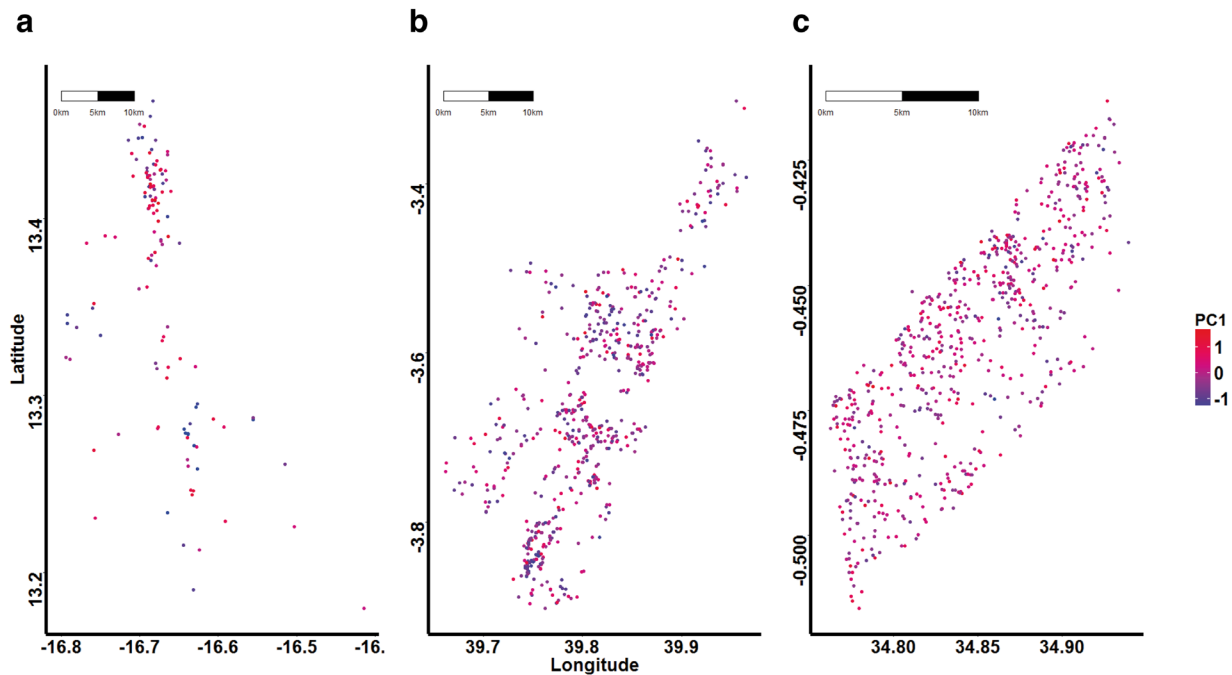 a b c
0km 5km 10km
0km 5km 10km
0km 5km 10km
Latitude
13.4
13.3
13.2
-3.4
-3.6
-3.8
-0.425
-0.450
-0.475
-0.500
PC1
1
0
-1
-16.8 -16.7 -16.6 -16.5 -16.
39.7 39.8 39.9
34.80 34.85 34.90
Longitude